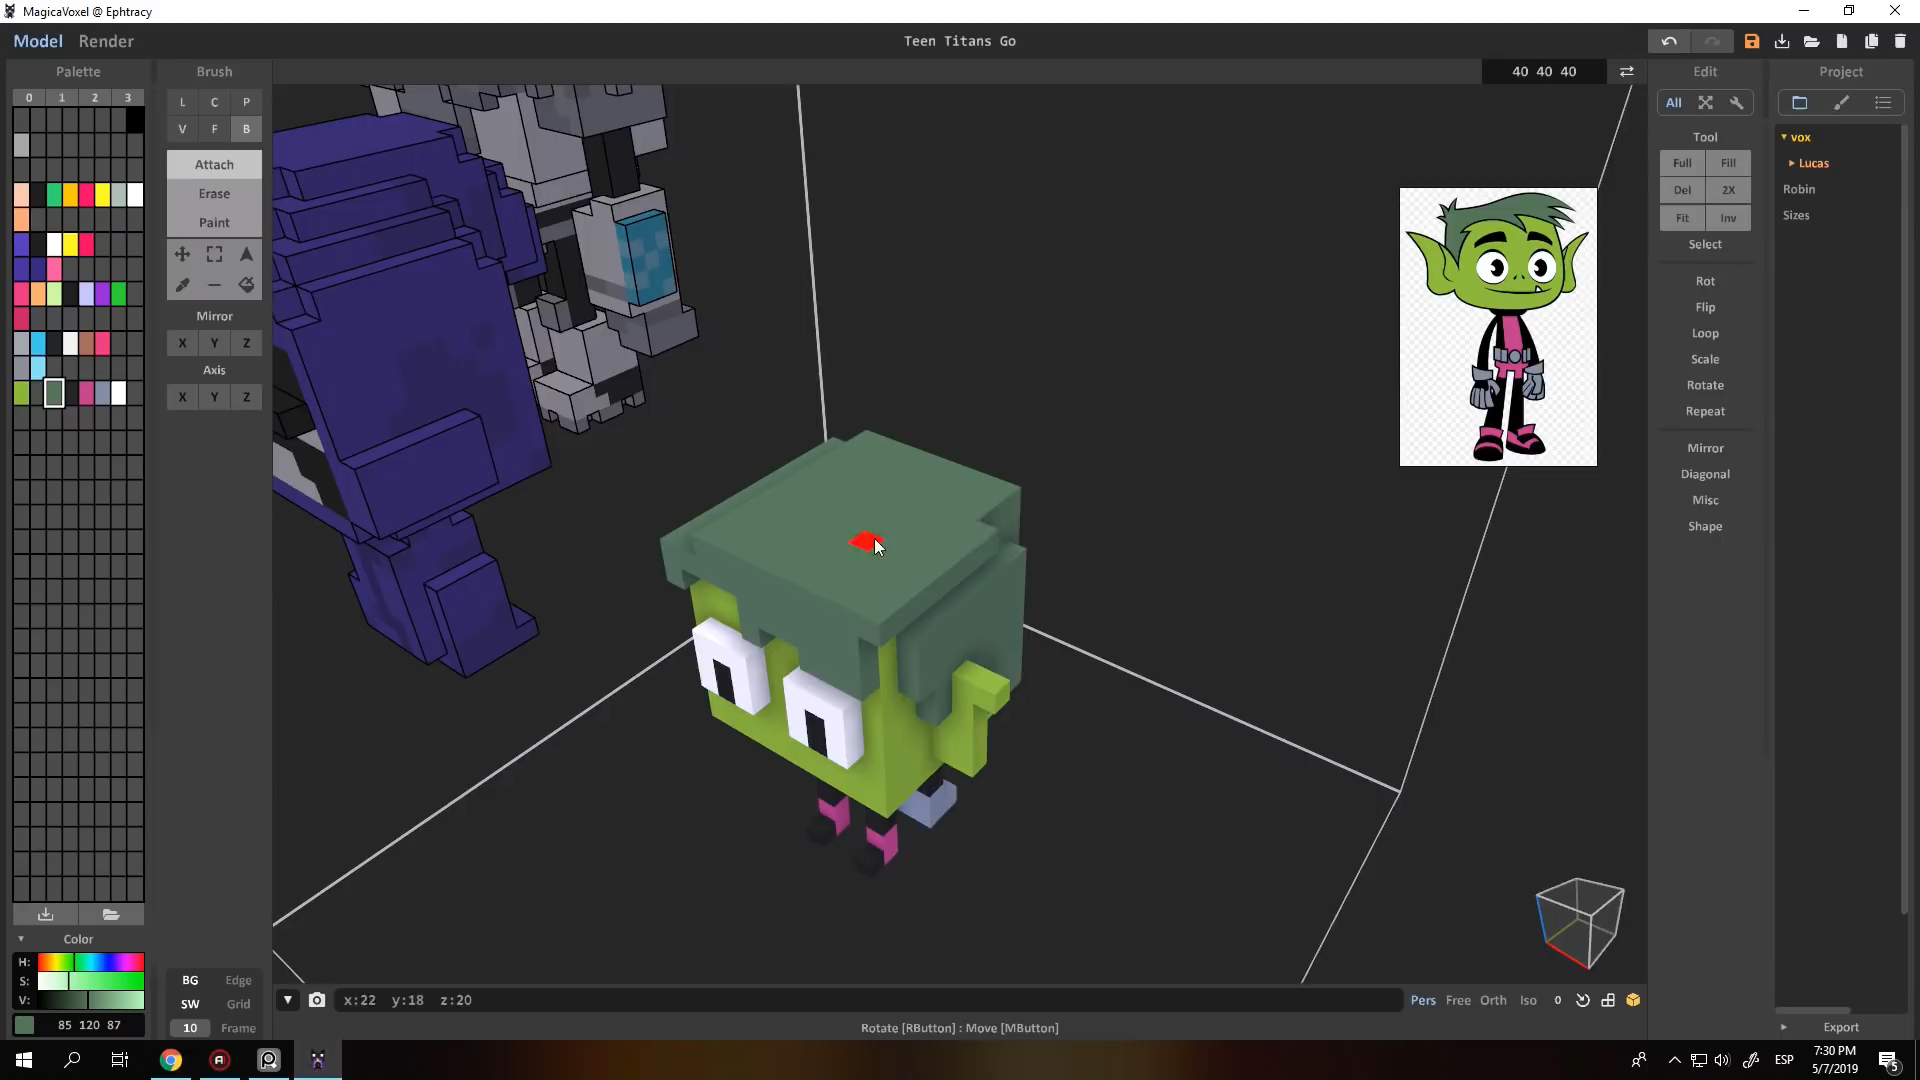 MagicaVoxel @ Ephtracy
Model Render
Teen Titans Go
Palette
0 1 2 3
Brush
L C P
V F B
Attach
Erase
Paint
Mirror
X Y Z
Axis
X Y Z
40 40 40
Edit
All
Tool
Full Fill
Del 2X
Fit Inv
Select
Rot
Flip
Loop
Scale
Rotate
Repeat
Mirror
Diagonal
Misc
Shape
Project
vox
Lucas
Robin
Sizes
Color
H:
S:
V:
85 120 87
BG Edge
SW Grid
10 Frame
x:22 y:18 z:20
Pers Free Orth Iso 0
Rotate [RButton] : Move [MButton]
Export
ESP
7:30 PM
5/7/2019
5